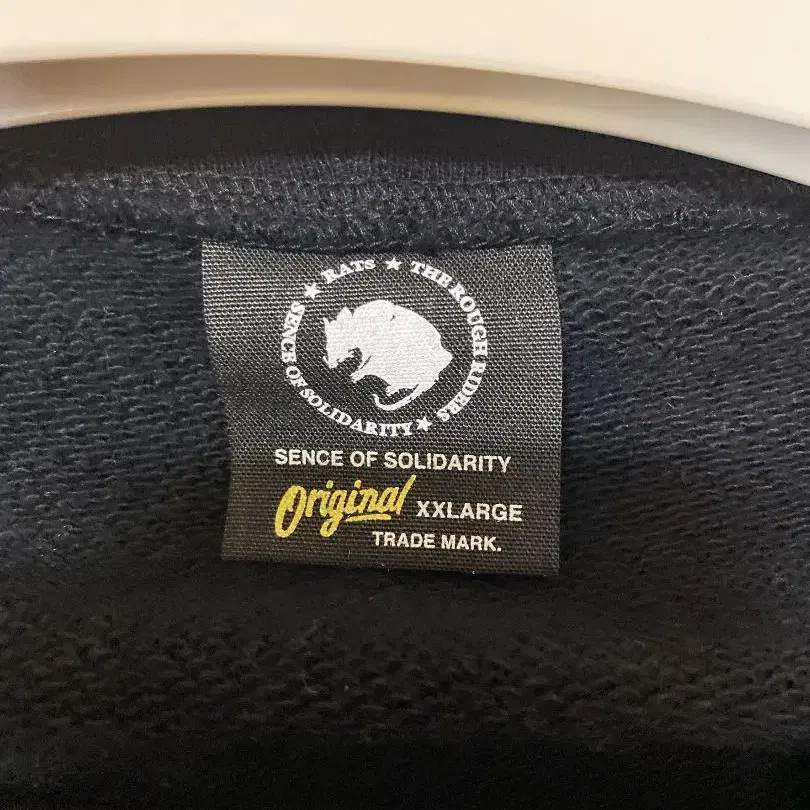 ★ RATS ★ THE ROUGH RIDERS ★ SENCE OF SOLIDARITY
SENCE OF SOLIDARITY
Original XXLARGE
TRADE MARK.